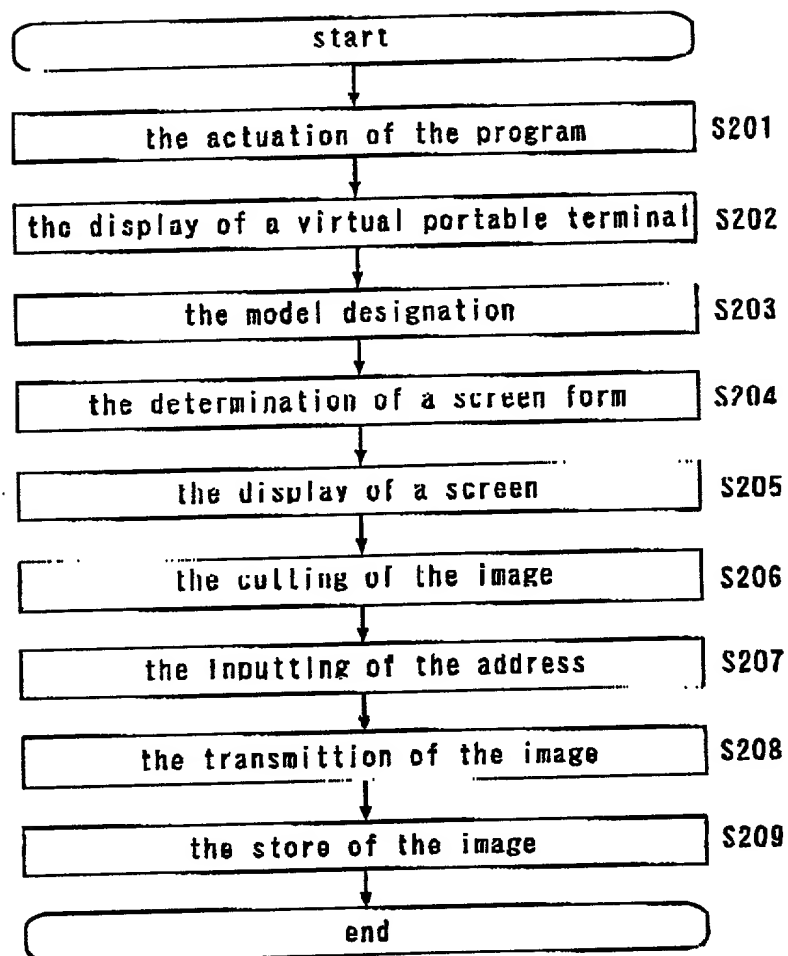 start
the actuation of the program S201
the display of a virtual portable terminal S202
the model designation S203
the determination of a screen form S204
the display of a screen S205
the cutting of the image S206
the inputting of the address S207
the transmittion of the image S208
the store of the image S209
end